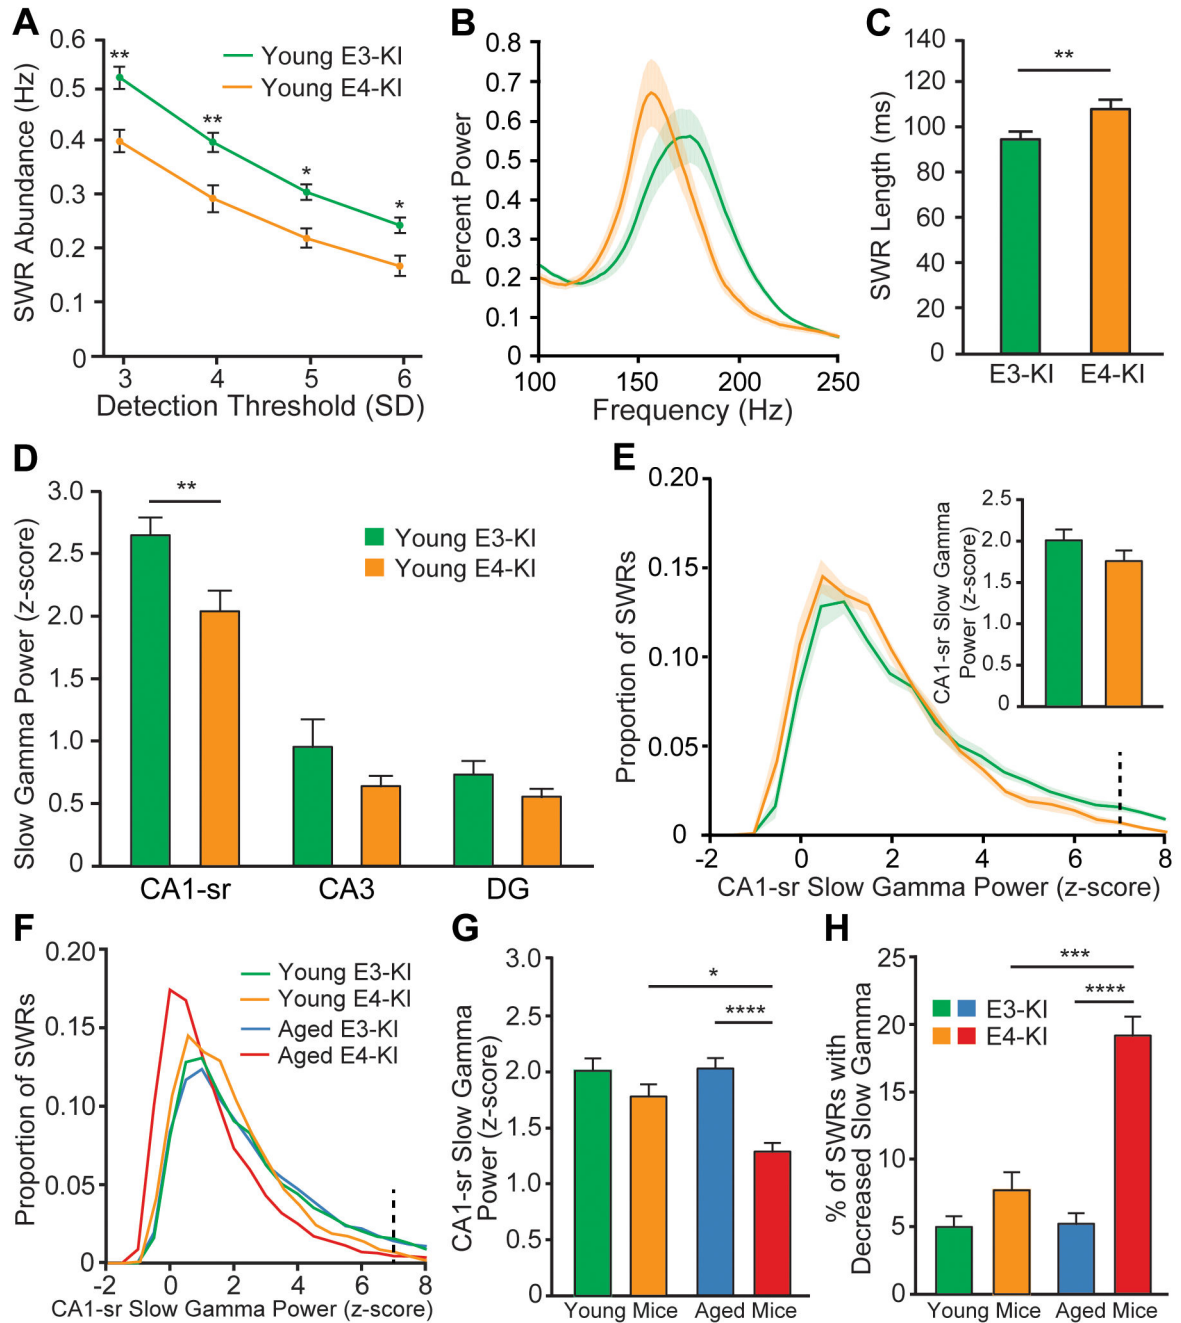 A
0.6
0.5
0.4
0.3
0.2
0.1
0
SWR Abundance (Hz)
**
**
*
*
Young E3-KI
Young E4-KI
3 4 5 6
Detection Threshold (SD)
B
0.8
0.7
0.6
0.5
0.4
0.3
0.2
0.1
0
Percent Power
100 150 200 250
Frequency (Hz)
C
140
120
100
80
60
40
20
0
SWR Length (ms)
**
E3-KI E4-KI
D
3.0
2.5
2.0
1.5
1.0
0.5
0
Slow Gamma Power (z-score)
**
Young E3-KI
Young E4-KI
CA1-sr CA3 DG
E
0.20
0.15
0.10
0.05
0
Proportion of SWRs
-2 0 2 4 6 8
CA1-sr Slow Gamma Power (z-score)
2.5
2.0
1.5
1.0
0.5
0
CA1-sr Slow Gamma
Power (z-score)
F
0.20
0.15
0.10
0.05
0
Proportion of SWRs
Young E3-KI
Young E4-KI
Aged E3-KI
Aged E4-KI
-2 0 2 4 6 8
CA1-sr Slow Gamma Power (z-score)
G
3.0
2.5
2.0
1.5
1.0
0.5
0
CA1-sr Slow Gamma
Power (z-score)
*
****
Young Mice Aged Mice
H
25
20
15
10
5
0
% of SWRs with
Decreased Slow Gamma
***
****
E3-KI
E4-KI
Young Mice Aged Mice